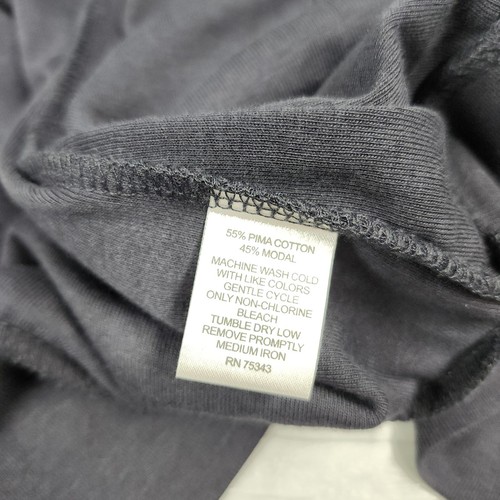 55% PIMA COTTON
45% MODAL
MACHINE WASH COLD
WITH LIKE COLORS
GENTLE CYCLE
ONLY NON-CHLORINE
BLEACH
TUMBLE DRY LOW
REMOVE PROMPTLY
MEDIUM IRON
RN 75343